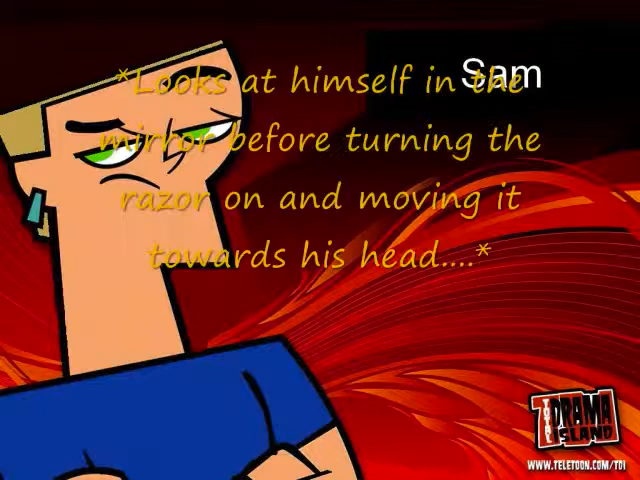 Sam
*Looks at himself in the
mirror before turning the
razor on and moving it
towards his head....*
TOTAL
DRAMA
ISLAND
WWW.TELETOON.COM/TDI